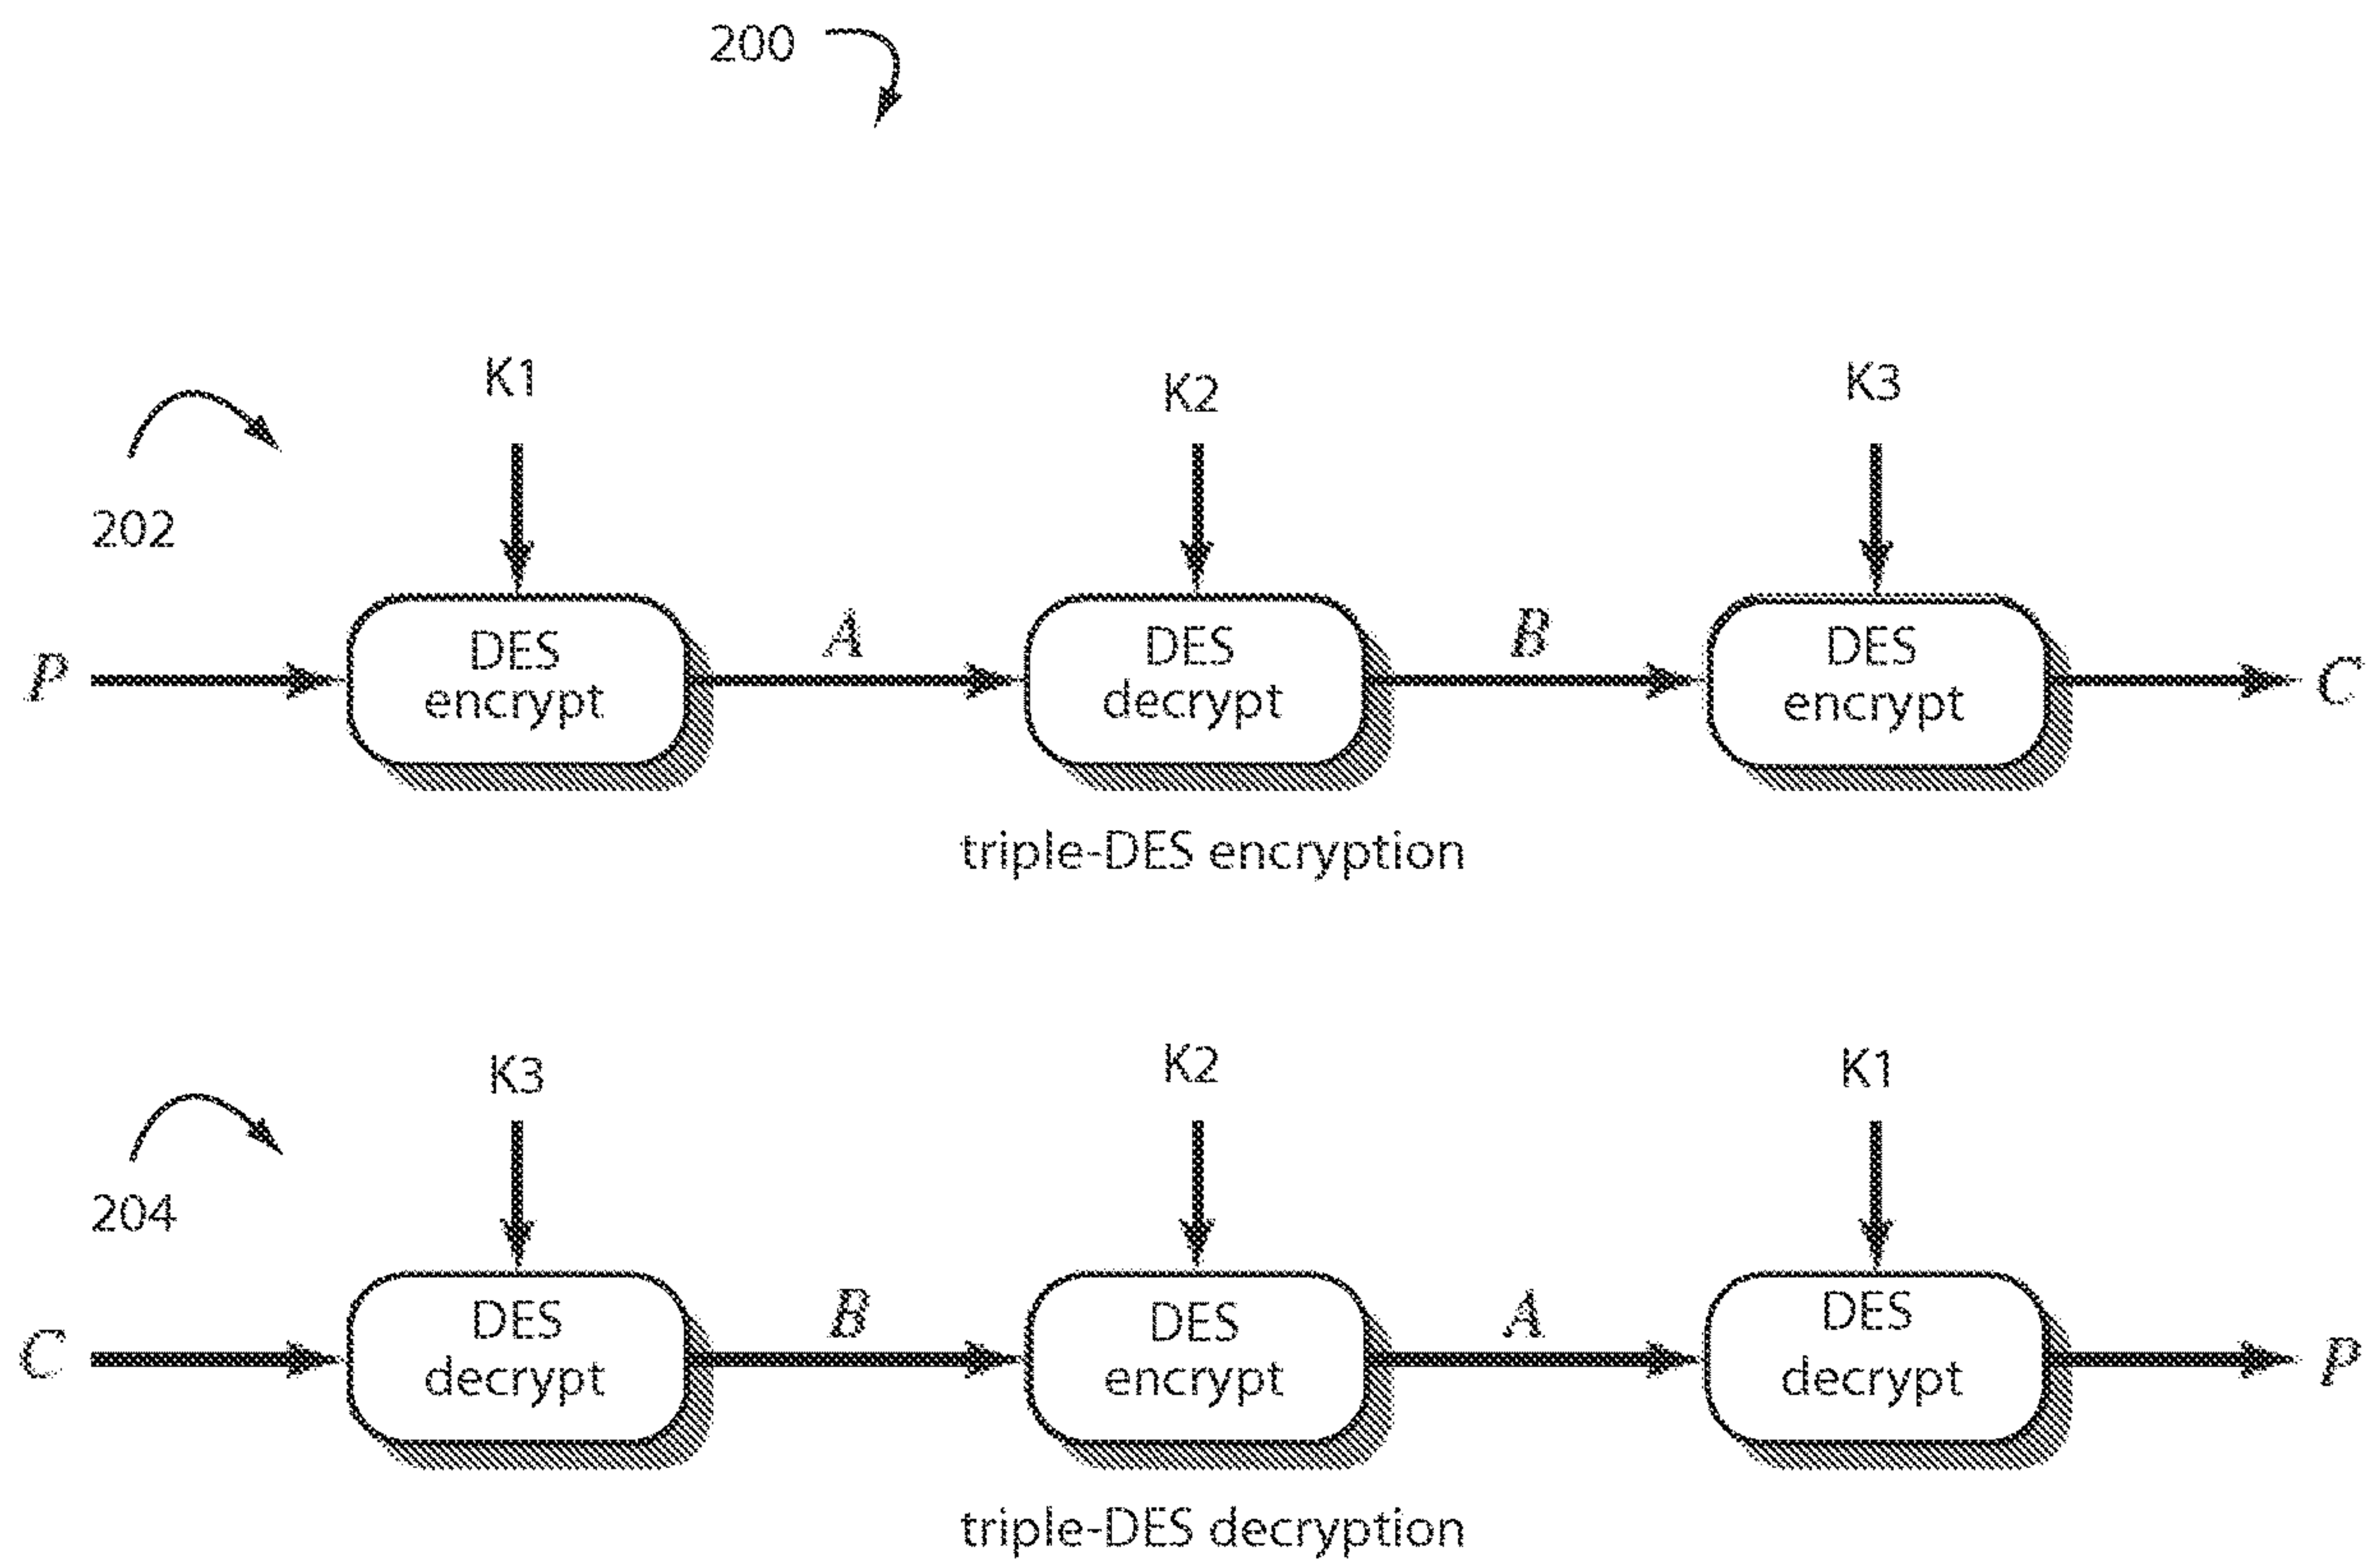 200
K1
K2
K3
202
P
DES
encrypt
A
DES
decrypt
B
DES
encrypt
C
triple-DES encryption
K3
K2
K1
204
C
DES
decrypt
B
DES
encrypt
A
DES
decrypt
P
triple-DES decryption